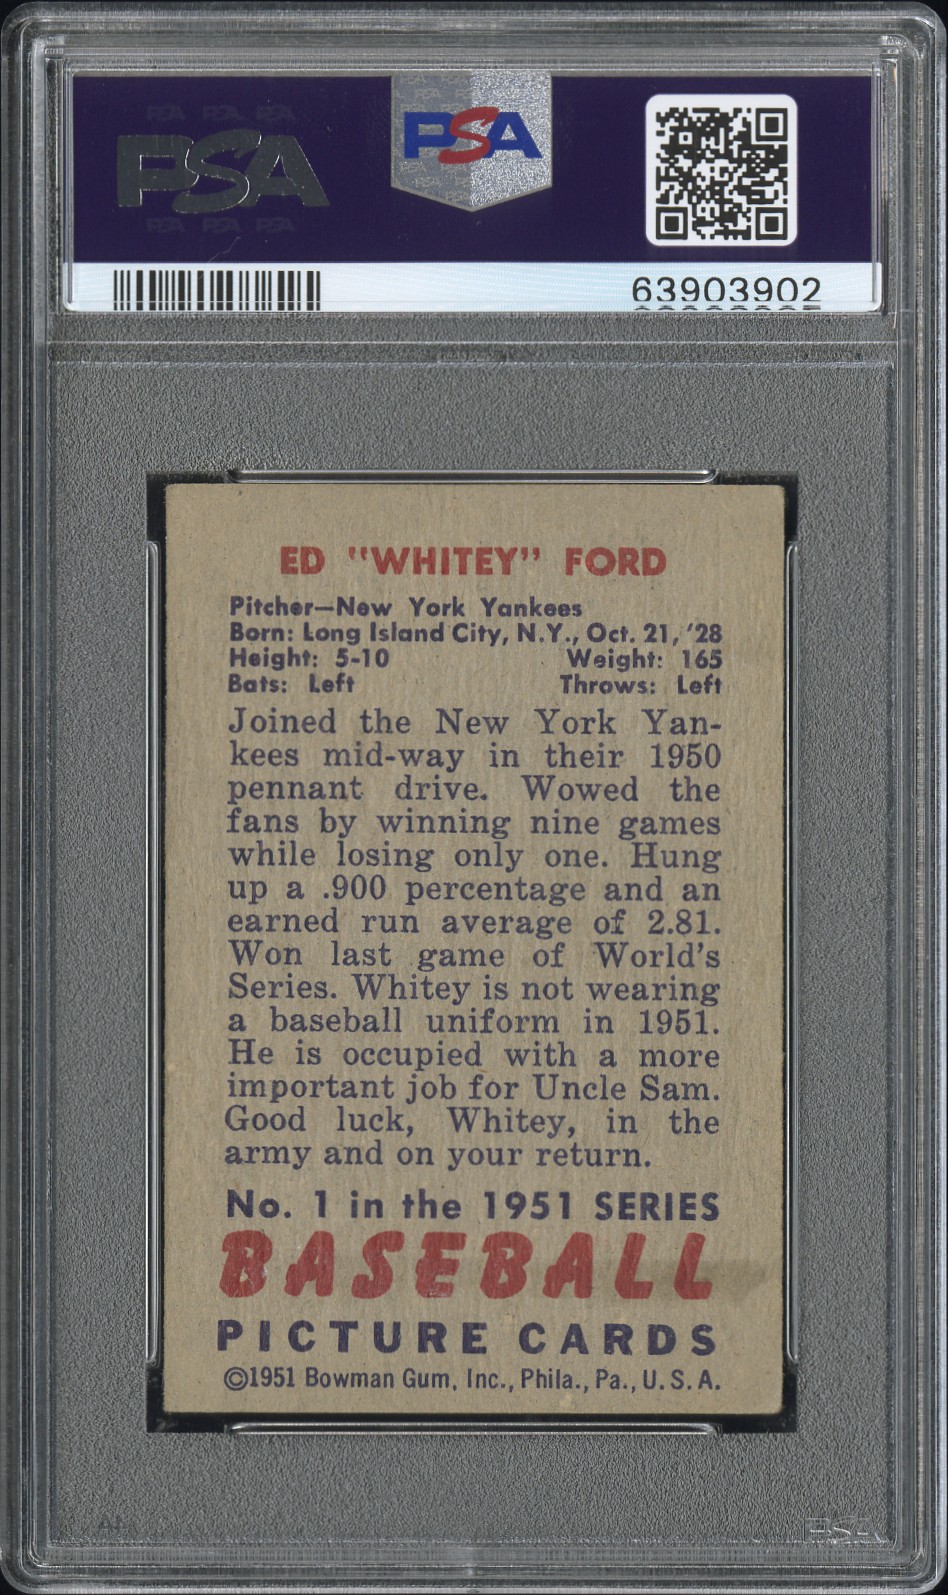 PSA
PSA
63903902
ED "WHITEY" FORD
Pitcher—New York Yankees
Born: Long Island City, N.Y., Oct. 21, '28
Height: 5-10 Weight: 165
Bats: Left Throws: Left
Joined the New York Yan-
kees mid-way in their 1950
pennant drive. Wowed the
fans by winning nine games
while losing only one. Hung
up a .900 percentage and an
earned run average of 2.81.
Won last game of World's
Series. Whitey is not wearing
a baseball uniform in 1951.
He is occupied with a more
important job for Uncle Sam.
Good luck, Whitey, in the
army and on your return.
No. 1 in the 1951 SERIES
BASEBALL
PICTURE CARDS
©1951 Bowman Gum, Inc., Phila., Pa., U. S. A.
PSA